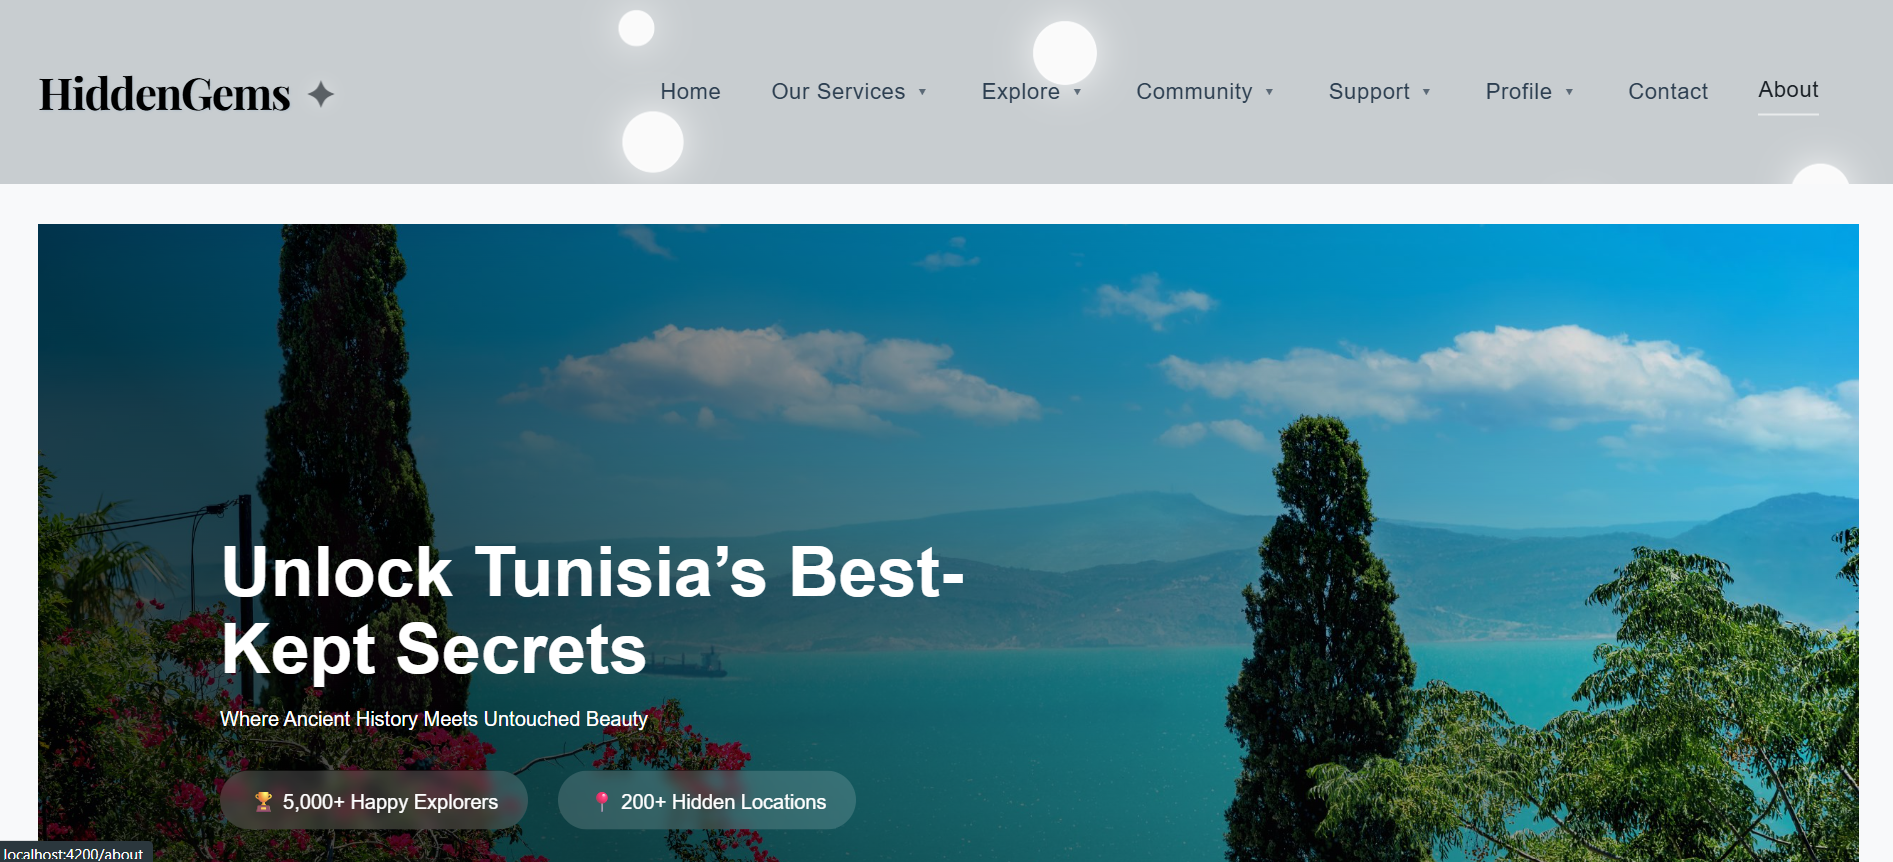 HiddenGems
Home Our Services ▼ Explore ▼ Community ▼ Support ▼ Profile ▼ Contact About
Unlock Tunisia’s Best-
Kept Secrets
Where Ancient History Meets Untouched Beauty
🏆 5,000+ Happy Explorers
📍 200+ Hidden Locations
localhost:4200/about